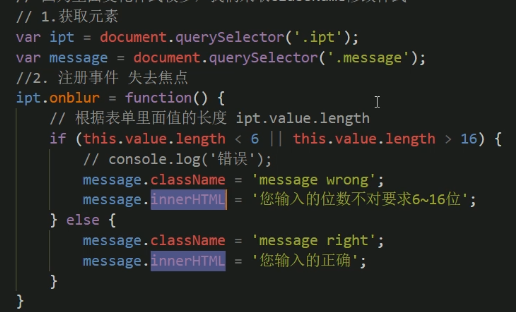 // 1.获取元素
var ipt = document.querySelector('.ipt');
var message = document.querySelector('.message');
//2. 注册事件 失去焦点
ipt.onblur = function() {
// 根据表单里面值的长度 ipt.value.length
if (this.value.length < 6 || this.value.length > 16) {
// console.log('错误');
message.className = 'message wrong';
message.innerHTML = '您输入的位数不对要求6~16位';
} else {
message.className = 'message right';
message.innerHTML = '您输入的正确';
}
}